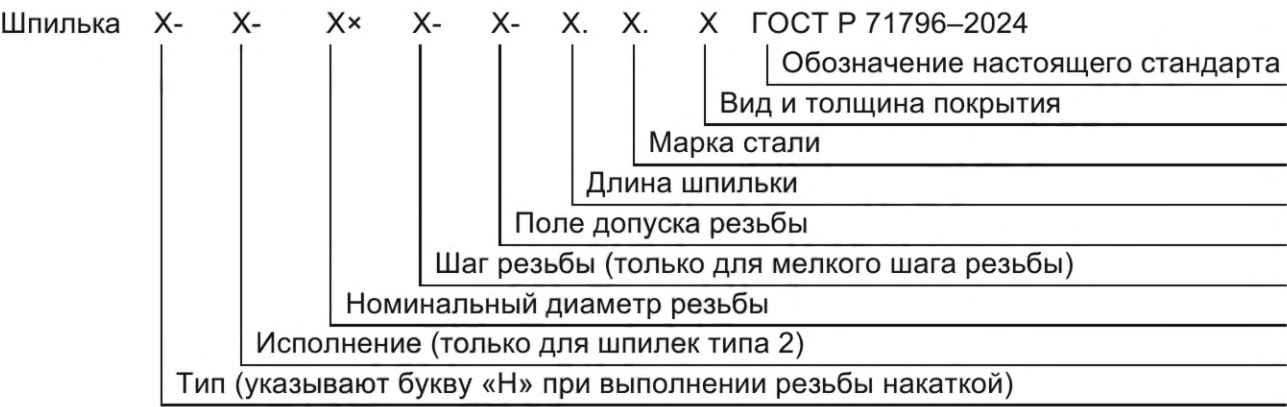 Шпилька X- X- X× X- X- X. X. X ГОСТ Р 71796–2024
Обозначение настоящего стандарта
Вид и толщина покрытия
Марка стали
Длина шпильки
Поле допуска резьбы
Шаг резьбы (только для мелкого шага резьбы)
Номинальный диаметр резьбы
Исполнение (только для шпилек типа 2)
Тип (указывают букву «Н» при выполнении резьбы накаткой)